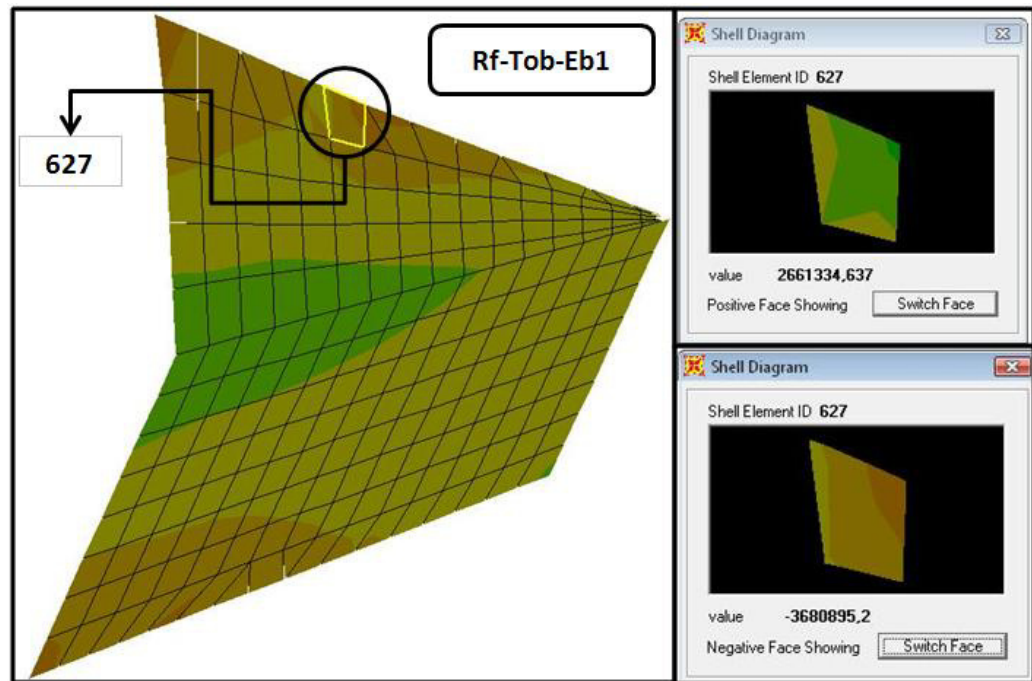 Rf-Tob-Eb1
627
Shell Diagram
Shell Element ID 627
value 2661334,637
Positive Face Showing Switch Face
Shell Diagram
Shell Element ID 627
value -3680895,2
Negative Face Showing Switch Face